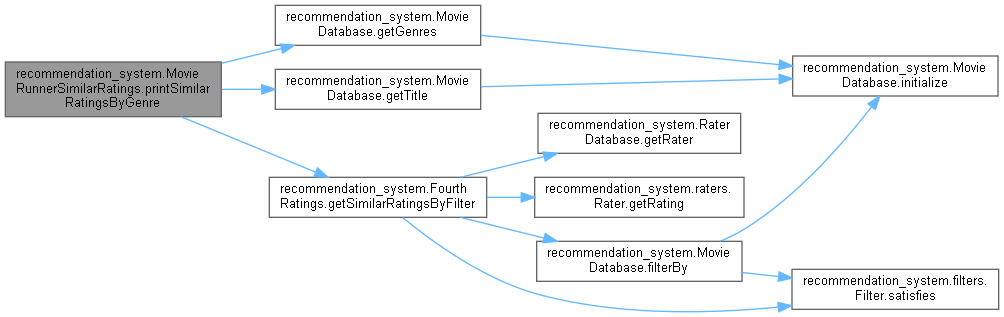 recommendation_system.Movie
RunnerSimilarRatings.printSimilar
RatingsByGenre
recommendation_system.Movie
Database.getGenres
recommendation_system.Movie
Database.getTitle
recommendation_system.Fourth
Ratings.getSimilarRatingsByFilter
recommendation_system.Rater
Database.getRater
recommendation_system.raters.
Rater.getRating
recommendation_system.Movie
Database.filterBy
recommendation_system.Movie
Database.initialize
recommendation_system.filters.
Filter.satisfies